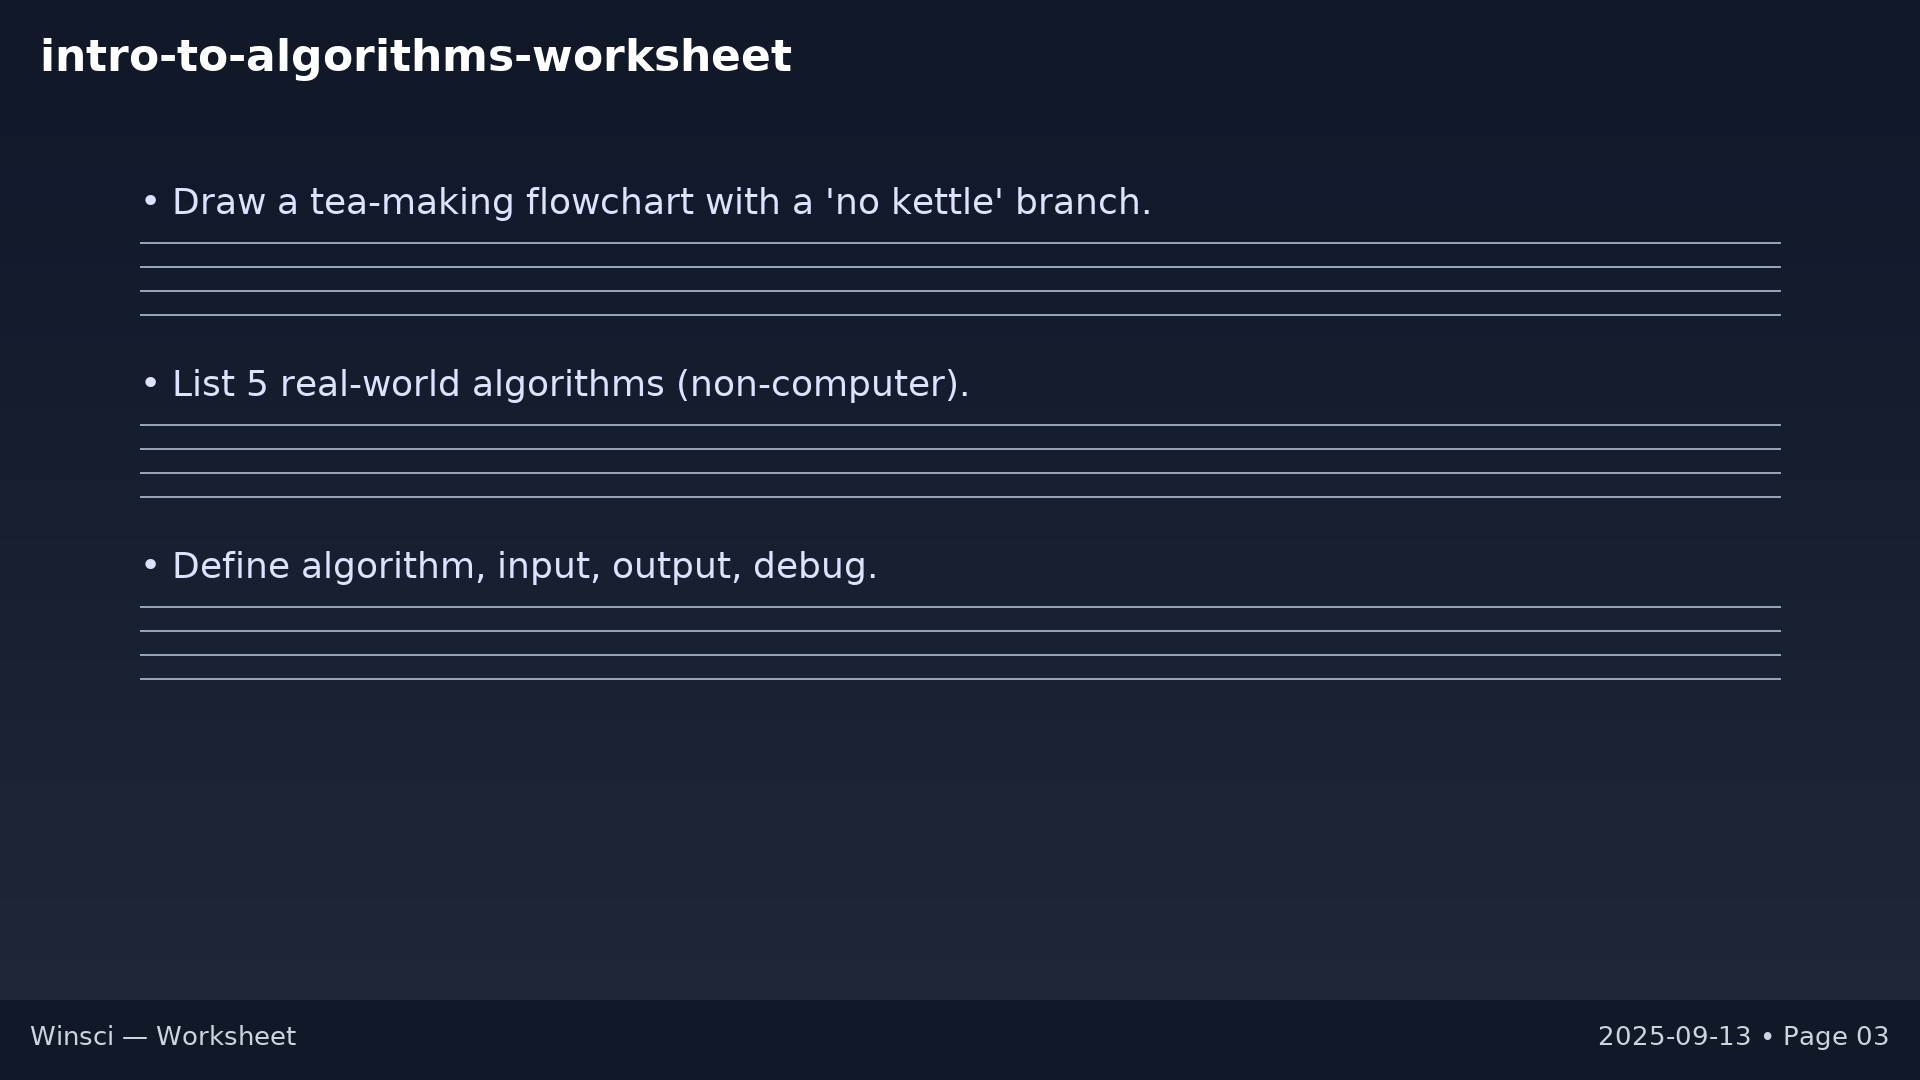 intro-to-algorithms-worksheet
• Draw a tea-making flowchart with a 'no kettle' branch.
• List 5 real-world algorithms (non-computer).
• Define algorithm, input, output, debug.
Winsci — Worksheet
2025-09-13 • Page 03